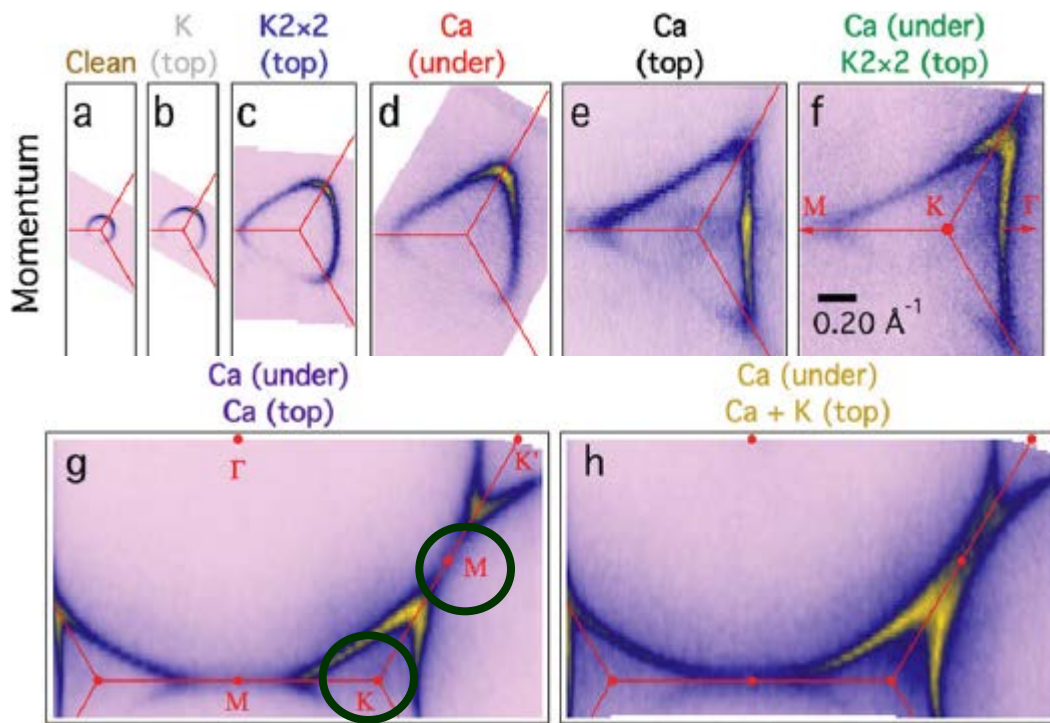 Clean
K
(top)
K2×2
(top)
Ca
(under)
Ca
(top)
Ca (under)
K2×2 (top)
Momentum
a
b
c
d
e
f
M
K
Γ
0.20 Å⁻¹
Ca (under)
Ca (top)
Ca (under)
Ca + K (top)
g
Γ
K'
M
M
K
h